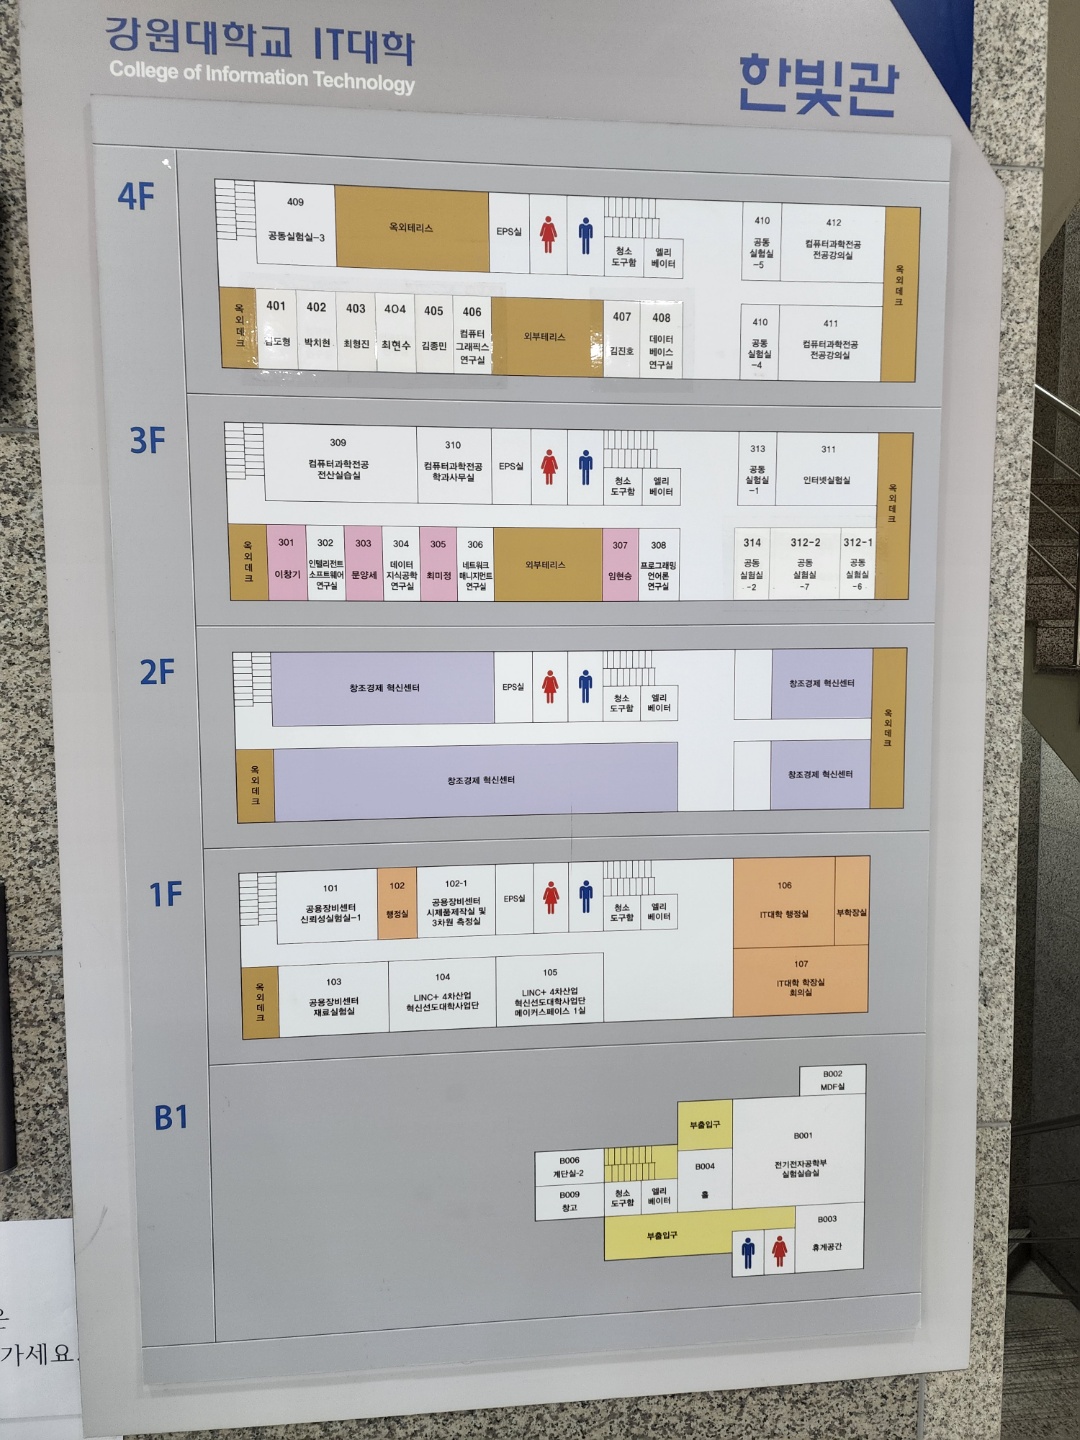 강원대학교 IT대학
College of Information Technology
한빛관
4F
409
공동실험실-3
옥외테리스
EPS실
청소
도구함
엘리
베이터
410
공동
실험실
-5
412
컴퓨터과학전공
전공강의실
옥외데크
옥외데크
401
김도형
402
박치현
403
최형진
404
최현수
405
김종민
406
컴퓨터
그래픽스
연구실
외부테리스
407
김진호
408
데이터
베이스
연구실
410
공동
실험실
-4
411
컴퓨터과학전공
전공강의실
3F
309
컴퓨터과학전공
전산실습실
310
컴퓨터과학전공
학과사무실
EPS실
청소
도구함
엘리
베이터
313
공동
실험실
-1
311
인터넷실험실
옥외데크
옥외데크
301
이창기
302
인텔리전트
소프트웨어
연구실
303
문양세
304
데이터
지식공학
연구실
305
최미정
306
네트워크
매니지먼트
연구실
외부테리스
307
임현승
308
프로그래밍
언어론
연구실
314
공동
실험실
-2
312-2
공동
실험실
-7
312-1
공동
실험실
-6
2F
창조경제 혁신센터
EPS실
청소
도구함
엘리
베이터
창조경제 혁신센터
옥외데크
옥외데크
창조경제 혁신센터
창조경제 혁신센터
1F
101
공용장비센터
신뢰성실험실-1
102
행정실
102-1
공용장비센터
시제품제작실 및
3차원 측정실
EPS실
청소
도구함
엘리
베이터
106
IT대학 행정실
부학장실
옥외데크
103
공용장비센터
재료실험실
104
LINC+ 4차산업
혁신선도대학사업단
105
LINC+ 4차산업
혁신선도대학사업단
메이커스페이스 1실
107
IT대학 학장실
회의실
B1
B002
MDF실
부출입구
B001
전기전자공학부
실험실습실
B006
계단실-2
B004
홀
B009
창고
청소
도구함
엘리
베이터
부출입구
B003
휴게공간
가세요.